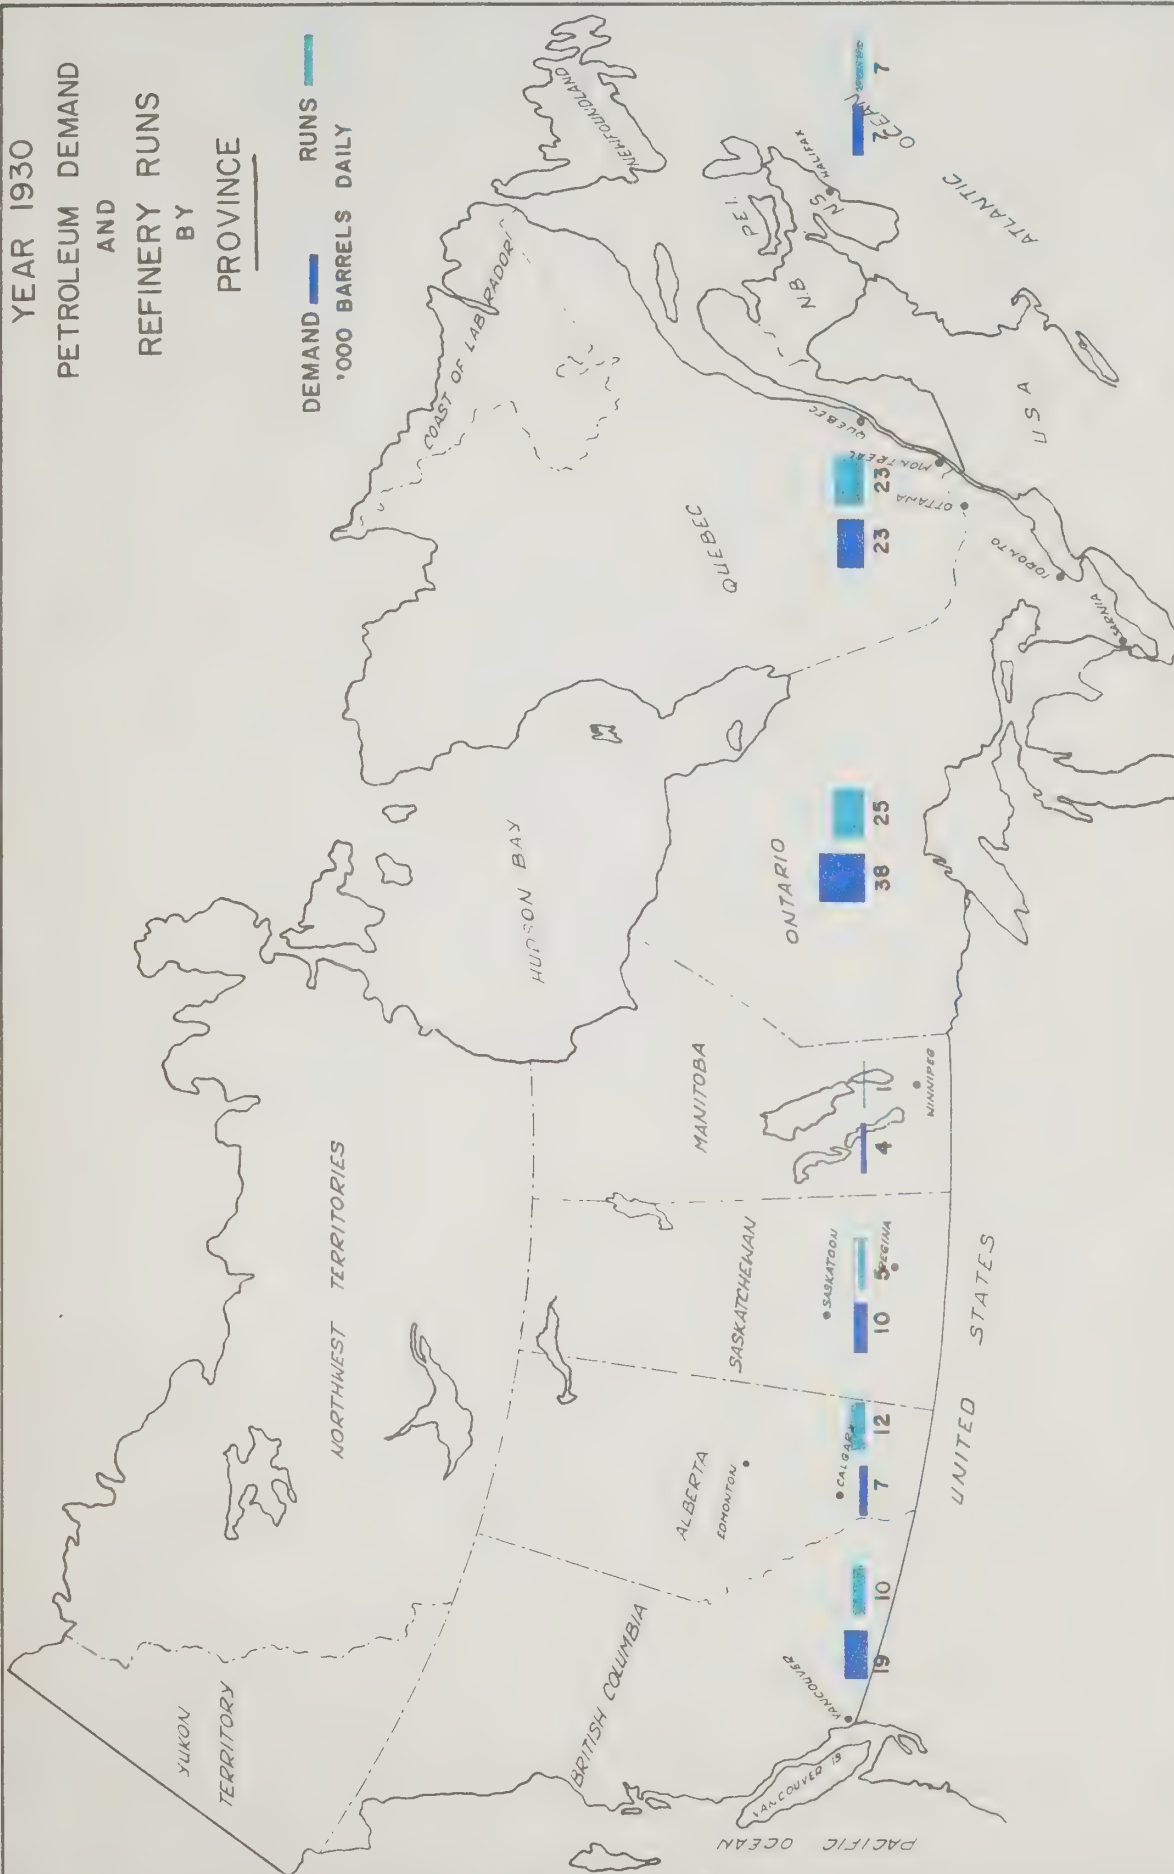 YEAR 1930
PETROLEUM DEMAND
AND
REFINERY RUNS
BY
PROVINCE
DEMAND RUNS
'000 BARRELS DAILY
YUKON
TERRITORY
NORTHWEST TERRITORIES
HUDSON BAY
COAST OF LABRADOR
NEWFOUNDLAND
PACIFIC OCEAN
VANCOUVER IS
BRITISH COLUMBIA
VANCOUVER
19 10
ALBERTA
EDMONTON
CALGARY
7 12
SASKATCHEWAN
SASKATOON
REGINA
10 5
MANITOBA
WINNIPEG
4 1
ONTARIO
38 25
QUEBEC
23 23
QUEBEC
MONTREAL
OTTAWA
TORONTO
SARNIA
P.E.I.
N.B.
N.S.
HALIFAX
7 7
ATLANTIC
OCEAN
UNITED STATES
USA